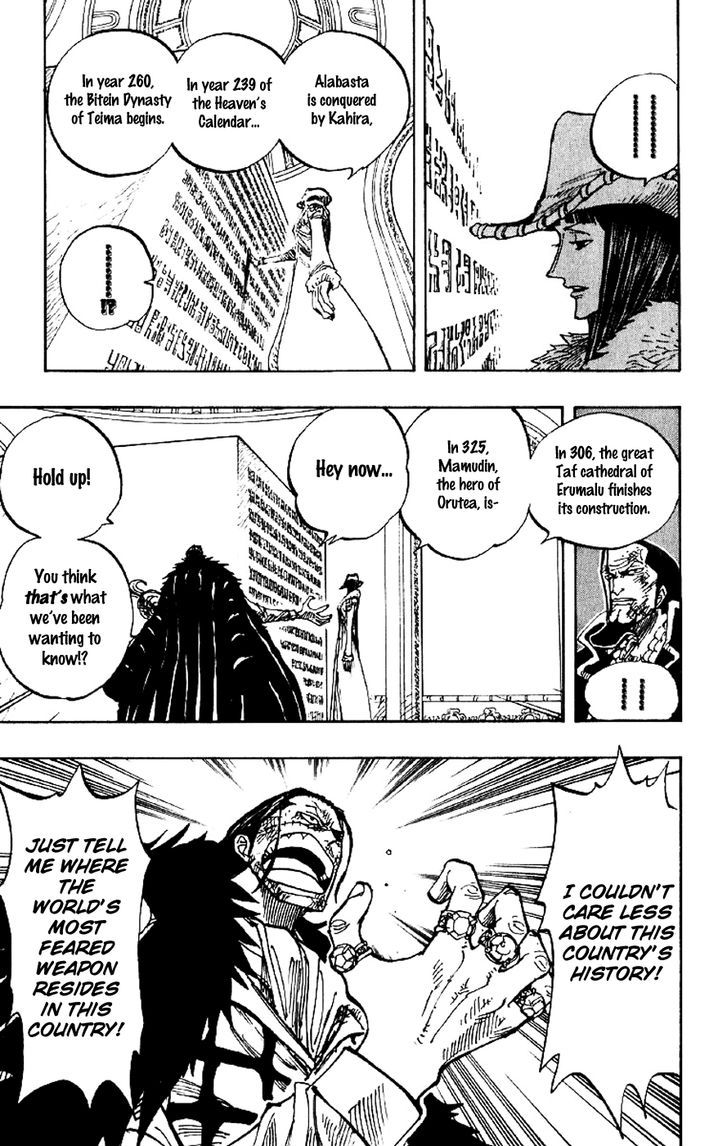 Alabasta
is conquered
by Kahira,
In year 239
of the Heaven's
Calendar...
In year 260,
the Bitein Dynasty
of Teima begins.
!?
In 306, the great
Taf cathedral of
Erumalu finishes
its construction.
In 325,
Mamudin,
the hero of
Orutea, is-
Hey now...
Hold up!
You think
that's what
we've been
wanting to
know!?
I COULDN'T
CARE LESS
ABOUT THIS
COUNTRY'S
HISTORY!
JUST TELL
ME WHERE
THE
WORLD'S
MOST
FEARED
WEAPON
RESIDES
IN THIS
COUNTRY!